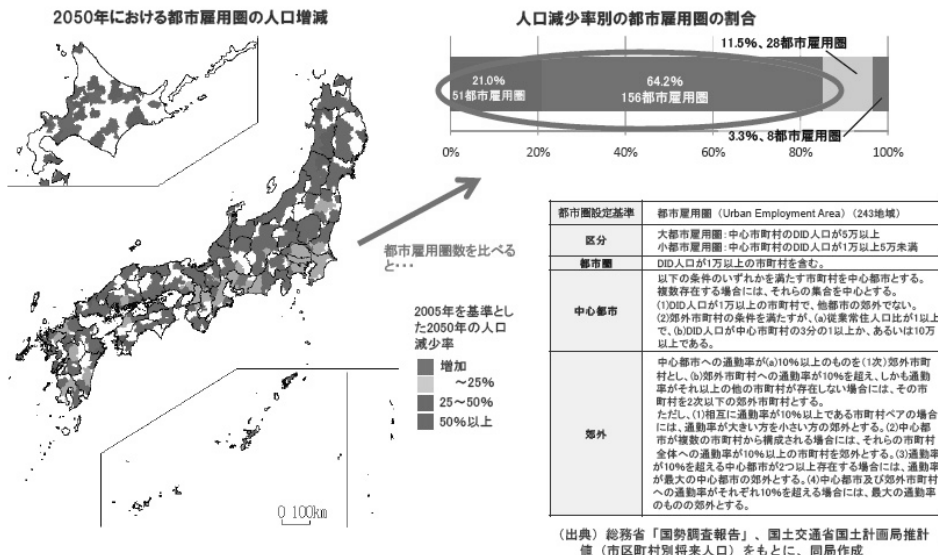 2050年における都市雇用圏の人口増減
人口減少率別の都市雇用圏の割合
11.5%、28都市雇用圏
21.0%
51都市雇用圏
64.2%
156都市雇用圏
3.3%、8都市雇用圏
0%
20%
40%
60%
80%
100%
都市雇用圏数を比べる
と・・・
2005年を基準とし
た2050年の人口
減少率
増加
～25%
25～50%
50%以上
0 100km
都市圏設定基準
都市雇用圏（Urban Employment Area）（243地域）
区分
大都市雇用圏：中心市町村のDID人口が5万以上
小都市雇用圏：中心市町村のDID人口が1万以上5万未満
都市圏
DID人口が1万以上の市町村を含む。
中心都市
以下の条件のいずれかを満たす市町村を中心都市とする。
複数存在する場合には、それらの集合を中心とする。
(1)DID人口が1万以上の市町村で、他都市の郊外でない。
(2)郊外市町村の条件を満たすが、(a)従業常住人口比が1以上
で、(b)DID人口が中心市町村の3分の1以上か、あるいは10万
以上である。
郊外
中心都市への通勤率が(a)10%以上のものを(1次)郊外市町
村とし、(b)郊外市町村への通勤率が10%を超え、しかも通勤
率がそれ以上の他の市町村が存在しない場合には、その市
町村を2次以下の郊外市町村とする。
ただし、(1)相互に通勤率が10%以上である市町村ペアの場合
には、通勤率が大きい方を小さい方の郊外とする。(2)中心都
市が複数の市町村から構成される場合には、それらの市町村
全体への通勤率が10%以上の市町村を郊外とする。(3)通勤率
が10%を超える中心都市が2つ以上存在する場合には、通勤率
が最大の中心都市の郊外とする。(4)中心都市及び郊外市町村
への通勤率がそれぞれ10%を超える場合には、最大の通勤率
のものの郊外とする。
（出典）総務省「国勢調査報告」、国土交通省国土計画局推計
値（市区町村別将来人口）をもとに、同局作成